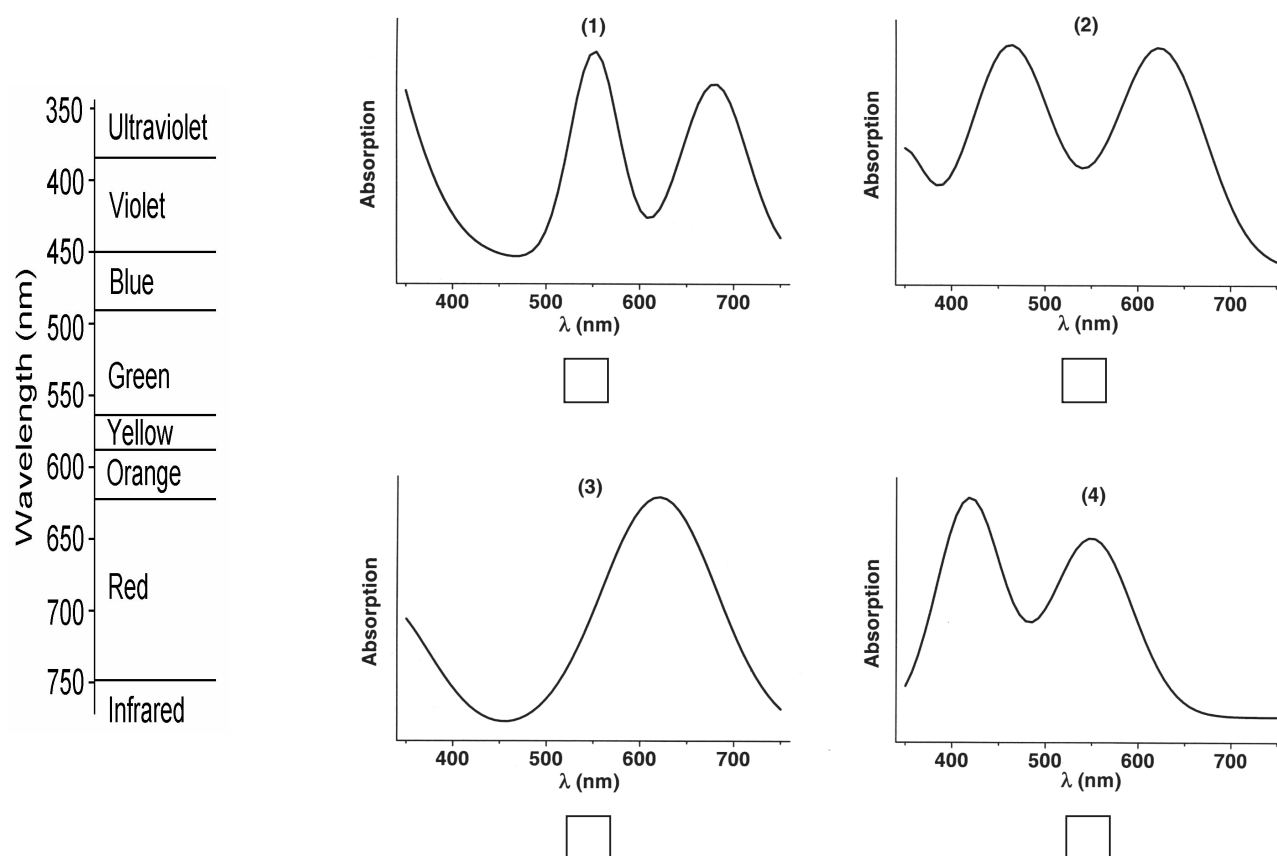 Wavelength (nm)
350
Ultraviolet
400
Violet
450
Blue
500
Green
550
Yellow
600
Orange
650
Red
700
750
Infrared
(1)
Absorption
400 500 600 700
λ (nm)
(2)
Absorption
400 500 600 700
λ (nm)
(3)
Absorption
400 500 600 700
λ (nm)
(4)
Absorption
400 500 600 700
λ (nm)